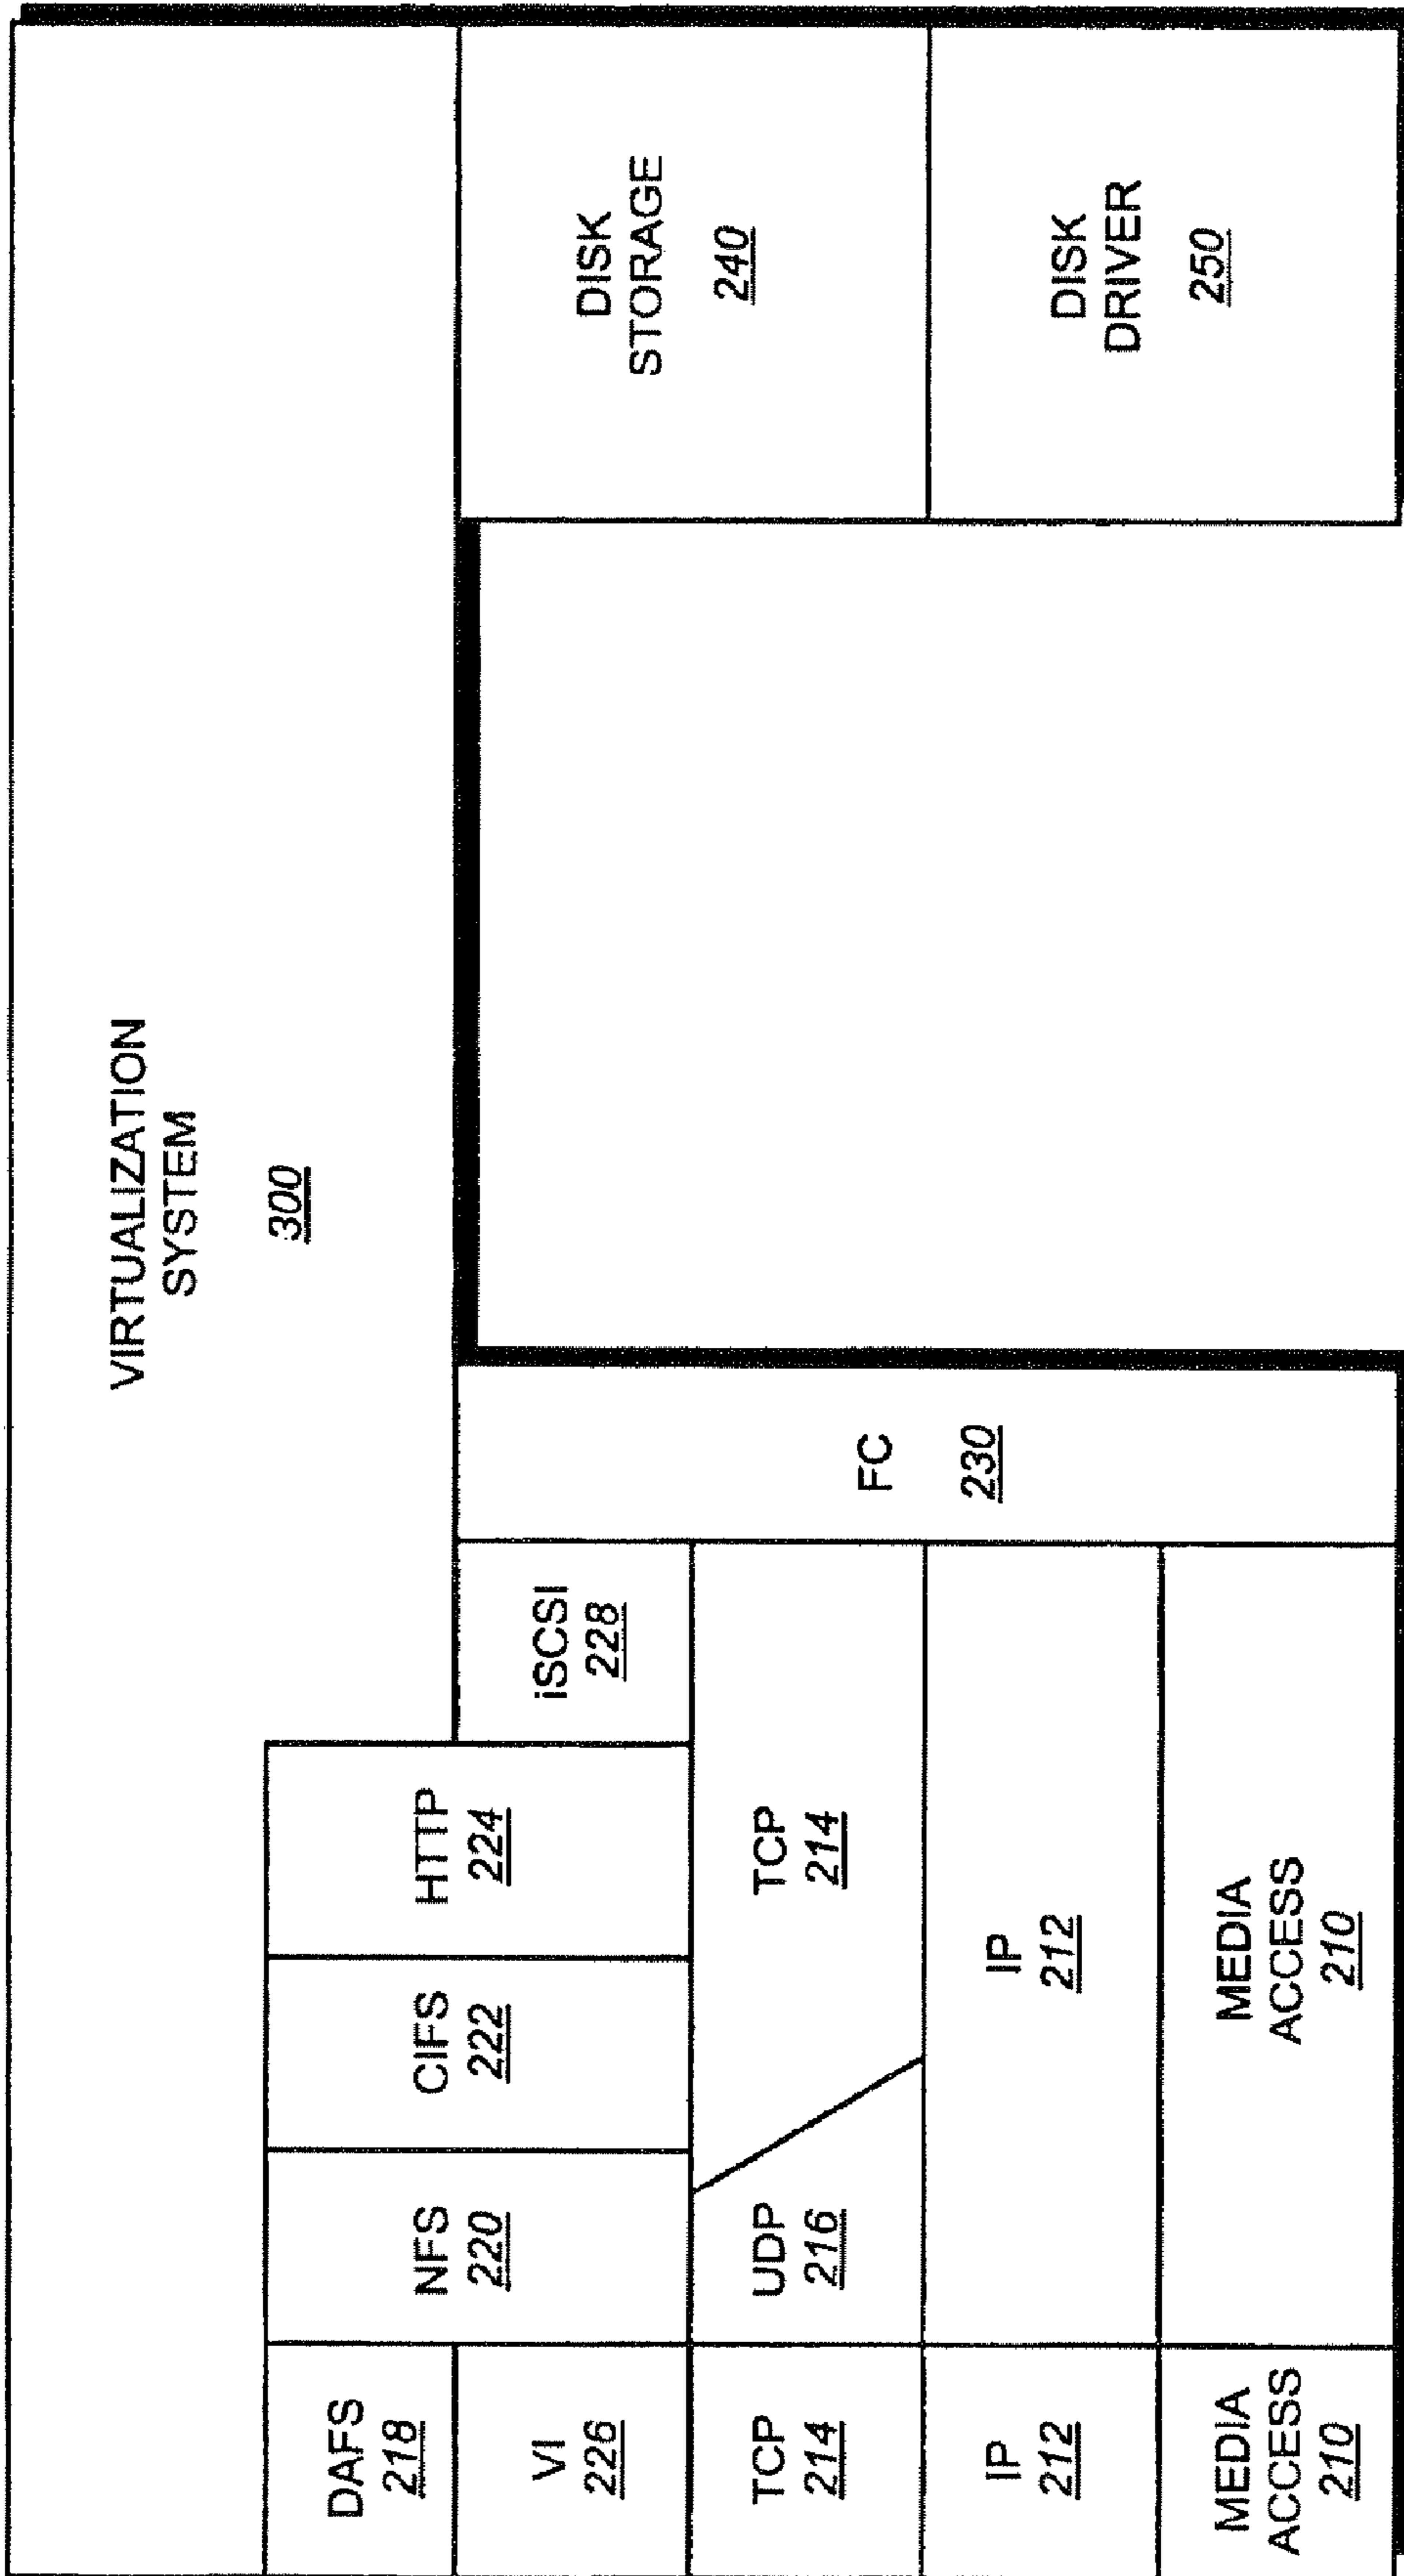 VIRTUALIZATION
SYSTEM
300
DAFS
218
NFS
220
CIFS
222
HTTP
224
VI
226
iSCSI
228
TCP
214
UDP
216
TCP
214
IP
212
IP
212
MEDIA
ACCESS
210
MEDIA
ACCESS
210
FC
230
DISK
STORAGE
240
DISK
DRIVER
250